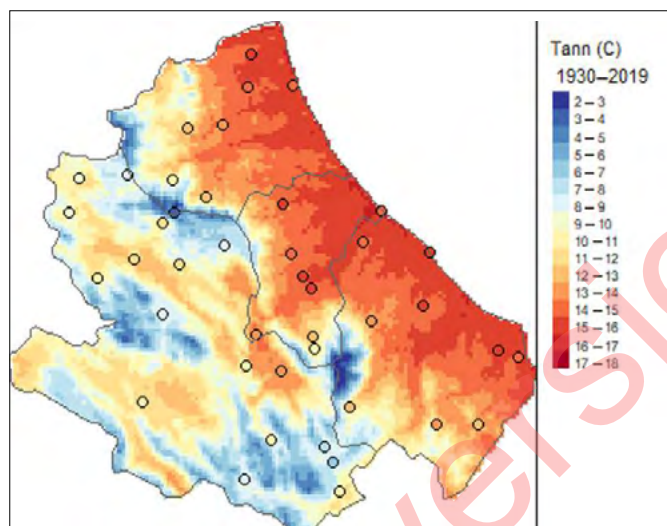 Tann (C)
1930–2019
2 – 3
3 – 4
4 – 5
5 – 6
6 – 7
7 – 8
8 – 9
9 – 10
10 – 11
11 – 12
12 – 13
13 – 14
14 – 15
15 – 16
16 – 17
17 – 18
versio